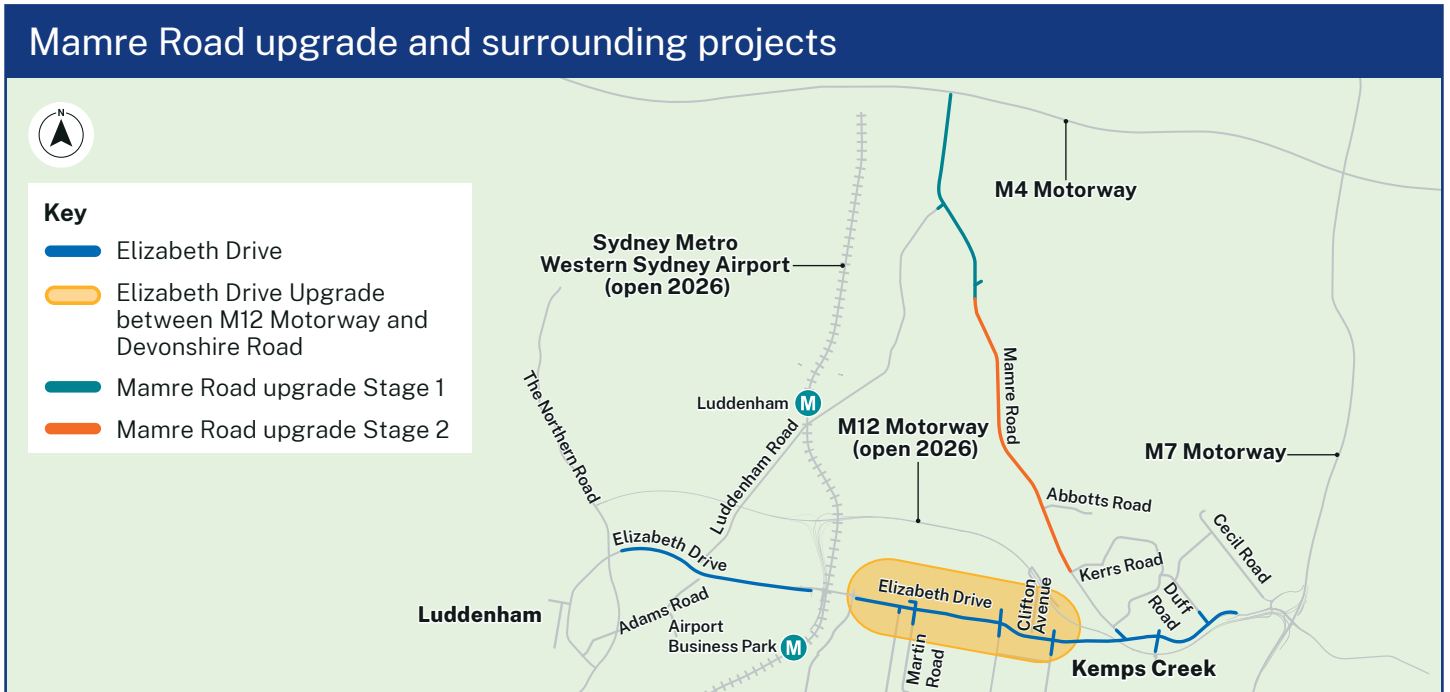 Mamre Road upgrade and surrounding projects
N
Key
Elizabeth Drive
Elizabeth Drive Upgrade
between M12 Motorway and
Devonshire Road
Mamre Road upgrade Stage 1
Mamre Road upgrade Stage 2
M4 Motorway
Sydney Metro
Western Sydney Airport
(open 2026)
The Northern Road
Luddenham
M
Mamre Road
M12 Motorway
(open 2026)
M7 Motorway
Luddenham Road
Abbotts Road
Cecil Road
Elizabeth Drive
Kerrs Road
Elizabeth Drive
Clifton
Avenue
Duff
Road
Luddenham
Adams Road
Airport
Business Park
M
Martin
Road
Kemps Creek